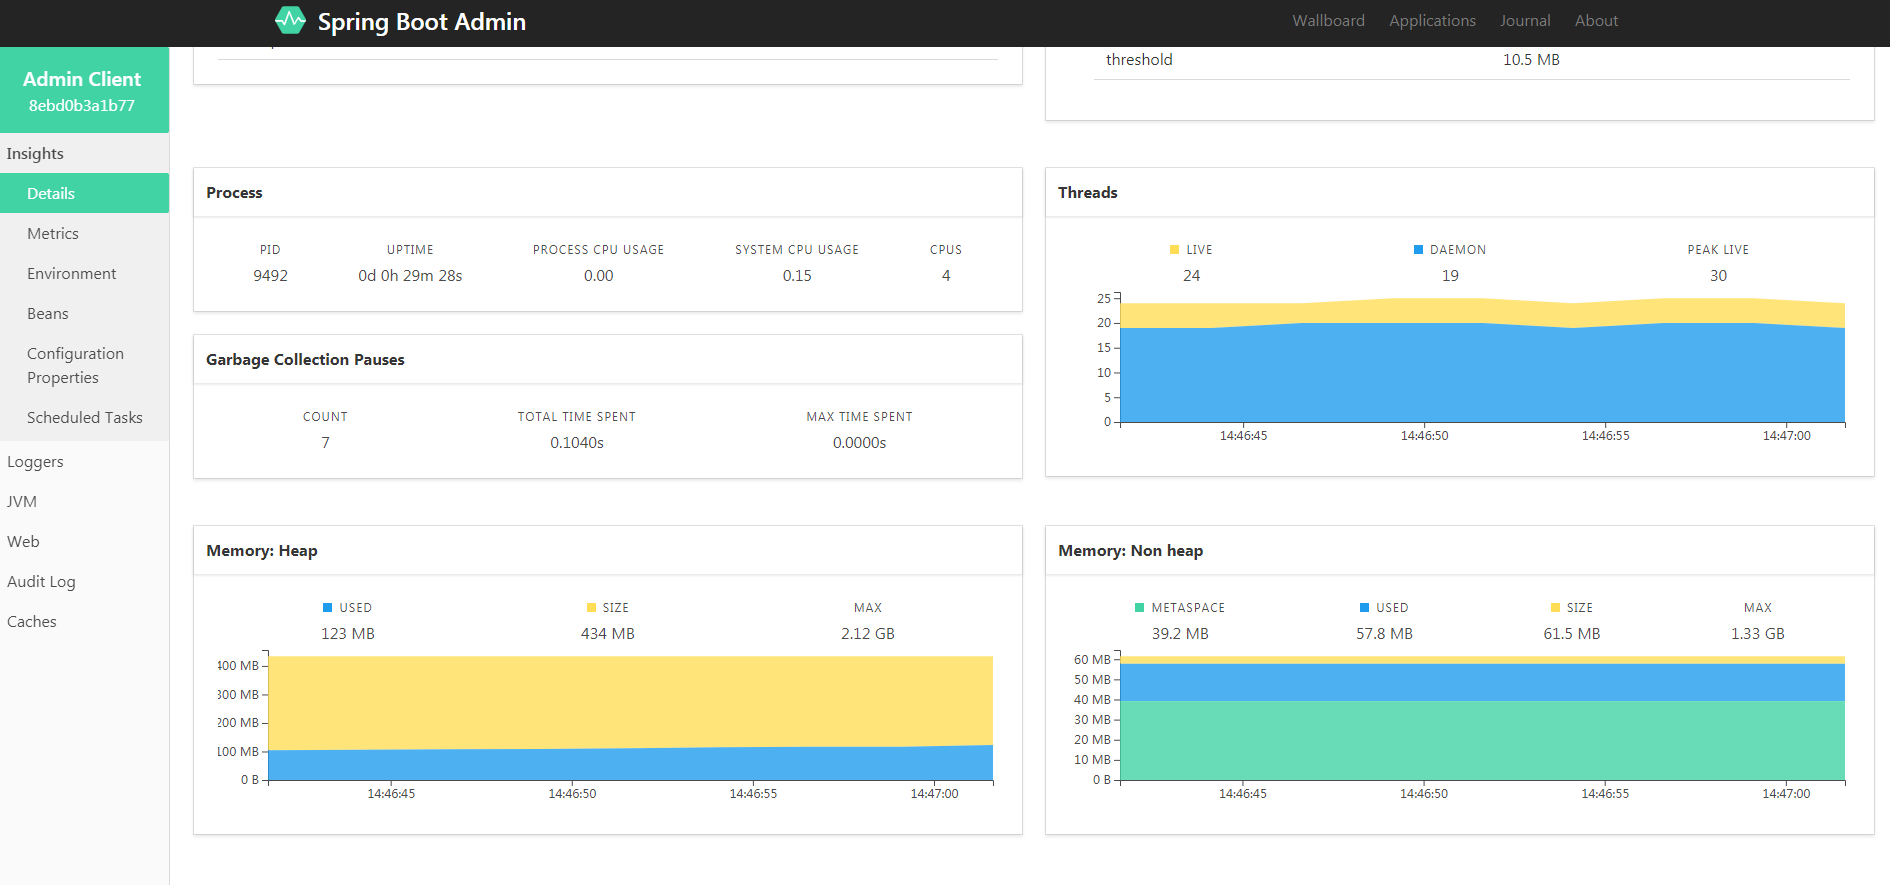 Spring Boot Admin
Wallboard Applications Journal About
Admin Client
8ebd0b3a1b77
Insights
Details
Metrics
Environment
Beans
Configuration
Properties
Scheduled Tasks
Loggers
JVM
Web
Audit Log
Caches
threshold 10.5 MB
Process
PID UPTIME PROCESS CPU USAGE SYSTEM CPU USAGE CPUS
9492 0d 0h 29m 28s 0.00 0.15 4
Threads
LIVE DAEMON PEAK LIVE
24 19 30
25
20
15
10
5
0
14:46:45 14:46:50 14:46:55 14:47:00
Garbage Collection Pauses
COUNT TOTAL TIME SPENT MAX TIME SPENT
7 0.1040s 0.0000s
Memory: Heap
USED SIZE MAX
123 MB 434 MB 2.12 GB
400 MB
300 MB
200 MB
100 MB
0 B
14:46:45 14:46:50 14:46:55 14:47:00
Memory: Non heap
METASPACE USED SIZE MAX
39.2 MB 57.8 MB 61.5 MB 1.33 GB
60 MB
50 MB
40 MB
30 MB
20 MB
10 MB
0 B
14:46:45 14:46:50 14:46:55 14:47:00